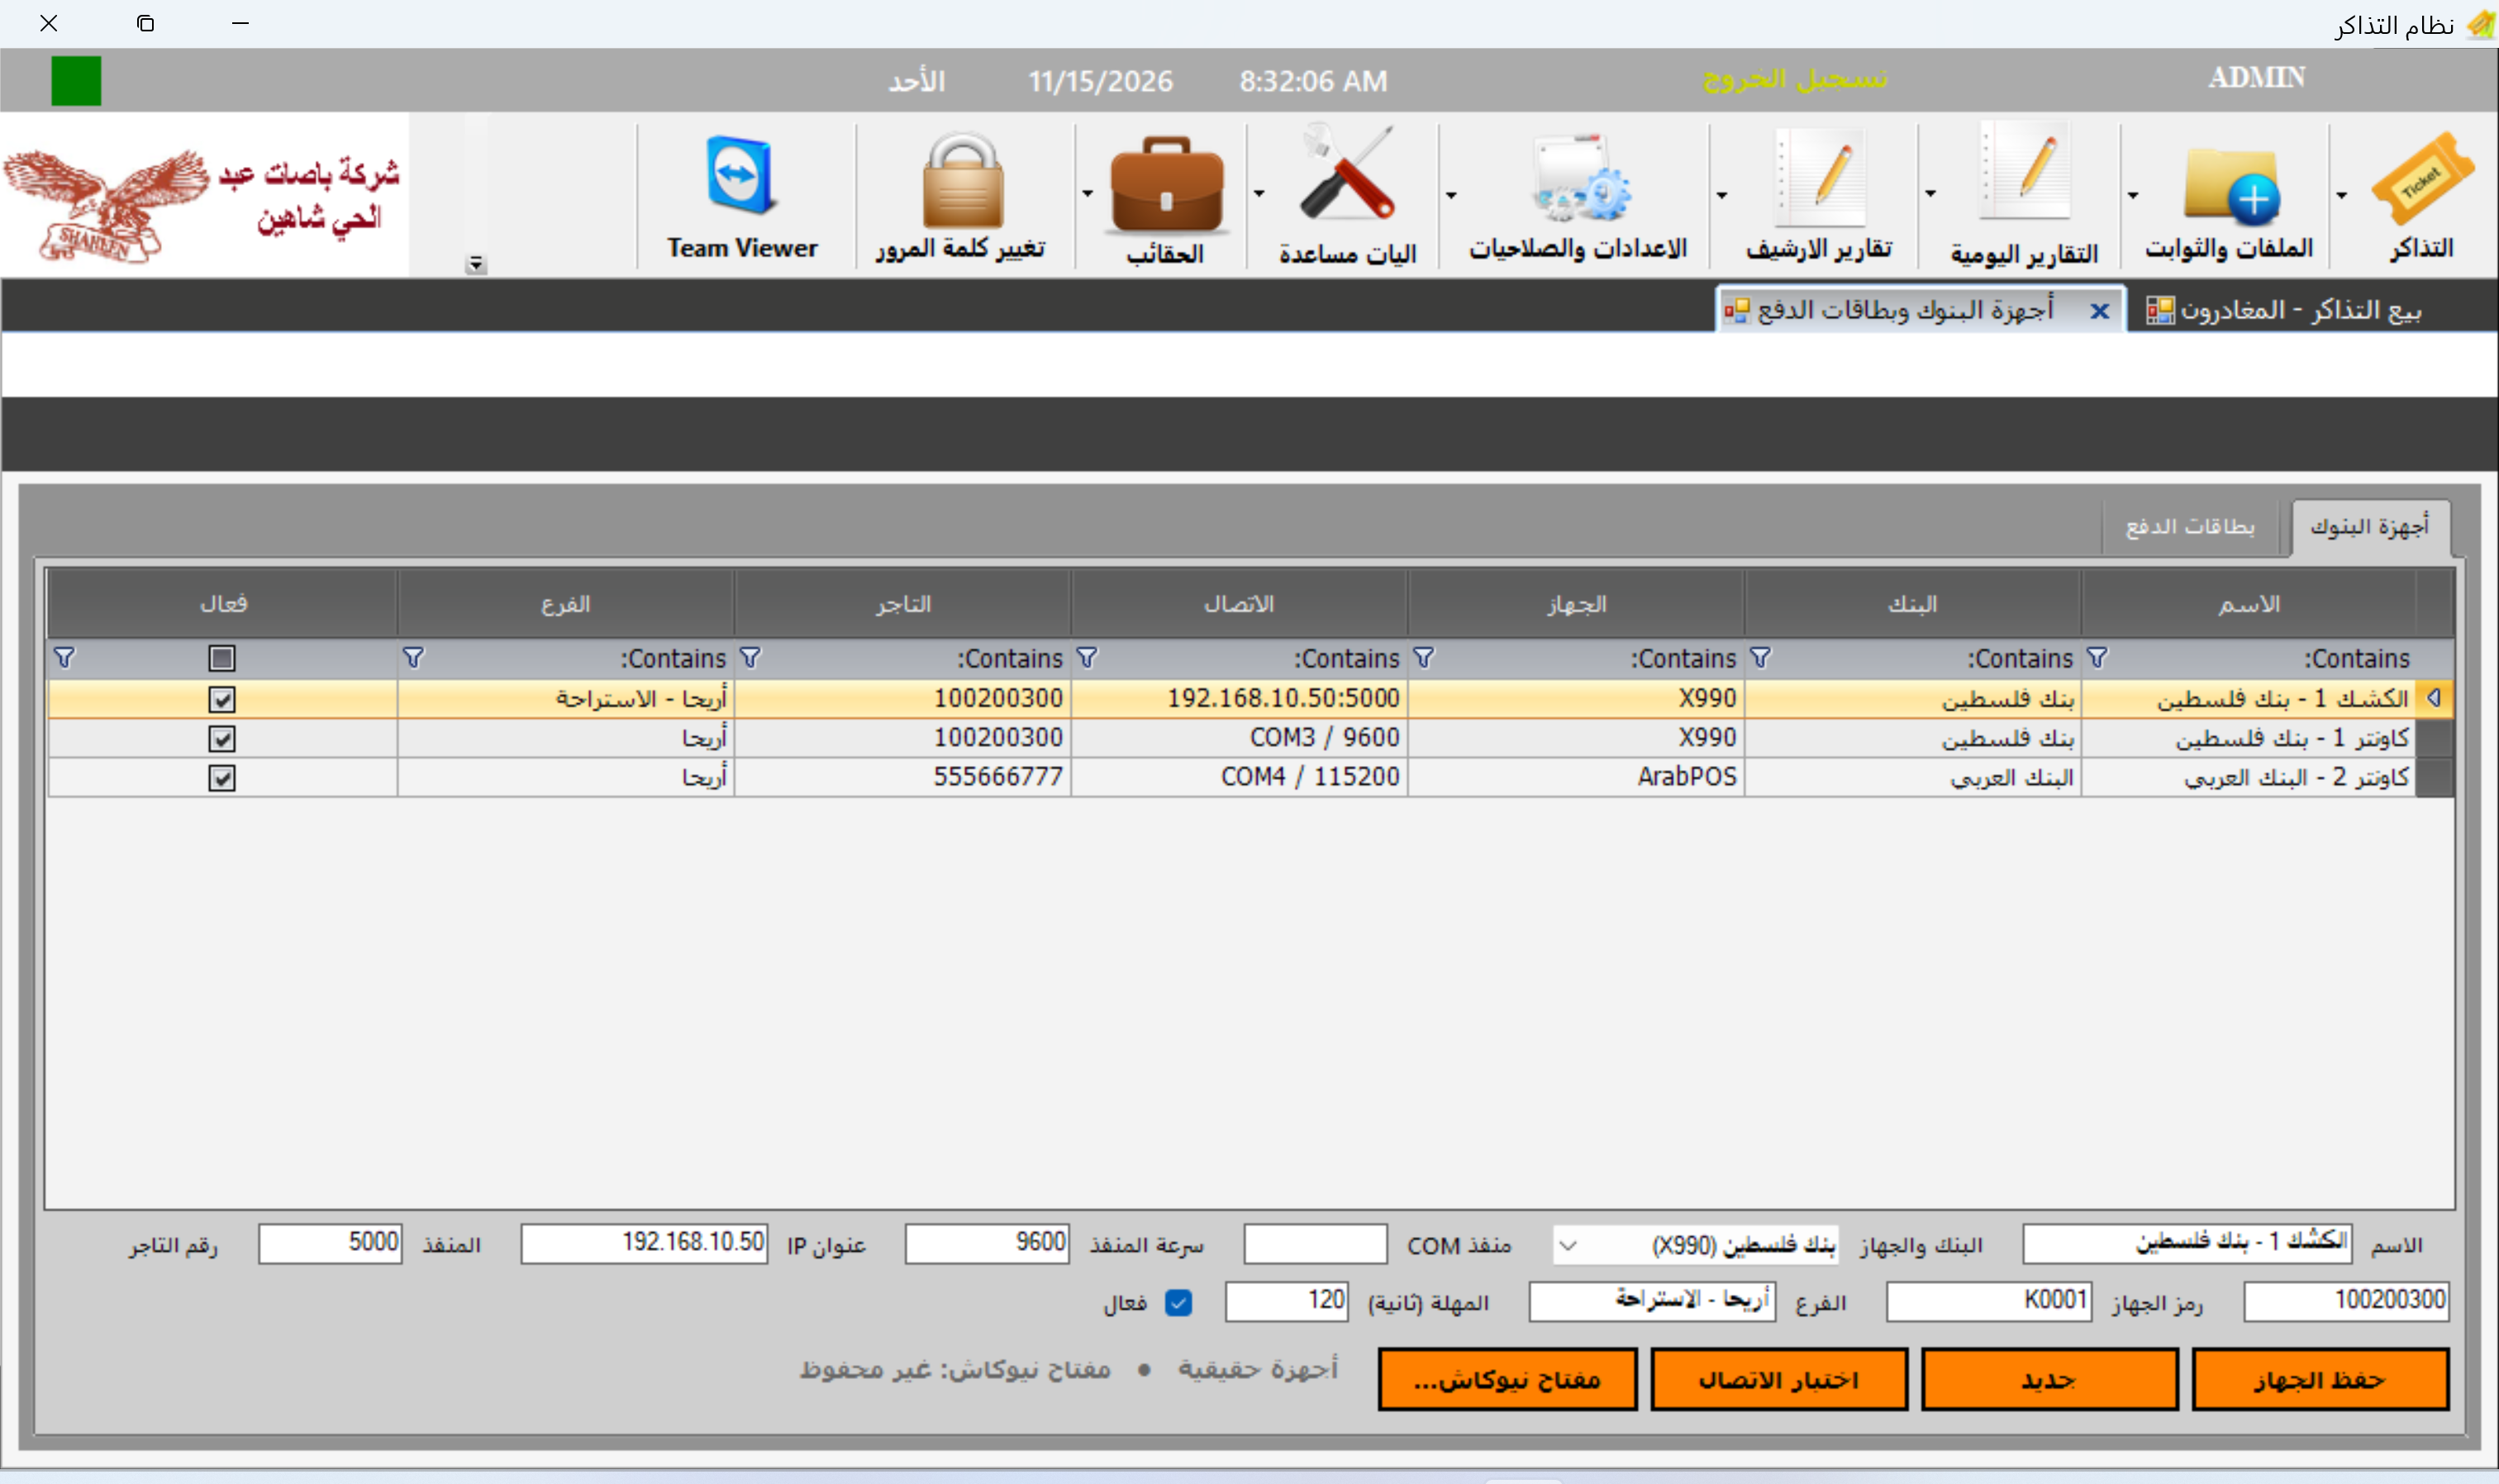 نظام التذاكر
ADMIN تسجيل الخروج 8:32:06 AM 11/15/2026 الأحد
التذاكر الملفات والثوابت التقارير اليومية تقارير الارشيف الاعدادات والصلاحيات اليات مساعدة الحقائب تغيير كلمة المرور Team Viewer
Ticket
شركة باصات عبد
الحي شاهين
SHAHEEN
بيع التذاكر - المغادرون أجهزة البنوك وبطاقات الدفع
أجهزة البنوك بطاقات الدفع
الاسم البنك الجهاز الاتصال التاجر الفرع فعال
Contains: Contains: Contains: Contains: Contains: Contains:
الكشك 1 - بنك فلسطين بنك فلسطين X990 192.168.10.50:5000 100200300 أريحا - الاستراحة
كاونتر 1 - بنك فلسطين بنك فلسطين X990 COM3 / 9600 100200300 أريحا
كاونتر 2 - البنك العربي البنك العربي ArabPOS COM4 / 115200 555666777 أريحا
الاسم الكشك 1 - بنك فلسطين البنك والجهاز بنك فلسطين (X990) منفذ COM سرعة المنفذ 9600 عنوان IP 192.168.10.50 المنفذ 5000 رقم التاجر
100200300 رمز الجهاز K0001 الفرع أريحا - الاستراحة المهلة (ثانية) 120 فعال
حفظ الجهاز جديد اختبار الاتصال مفتاح نيوكاش... أجهزة حقيقية • مفتاح نيوكاش: غير محفوظ